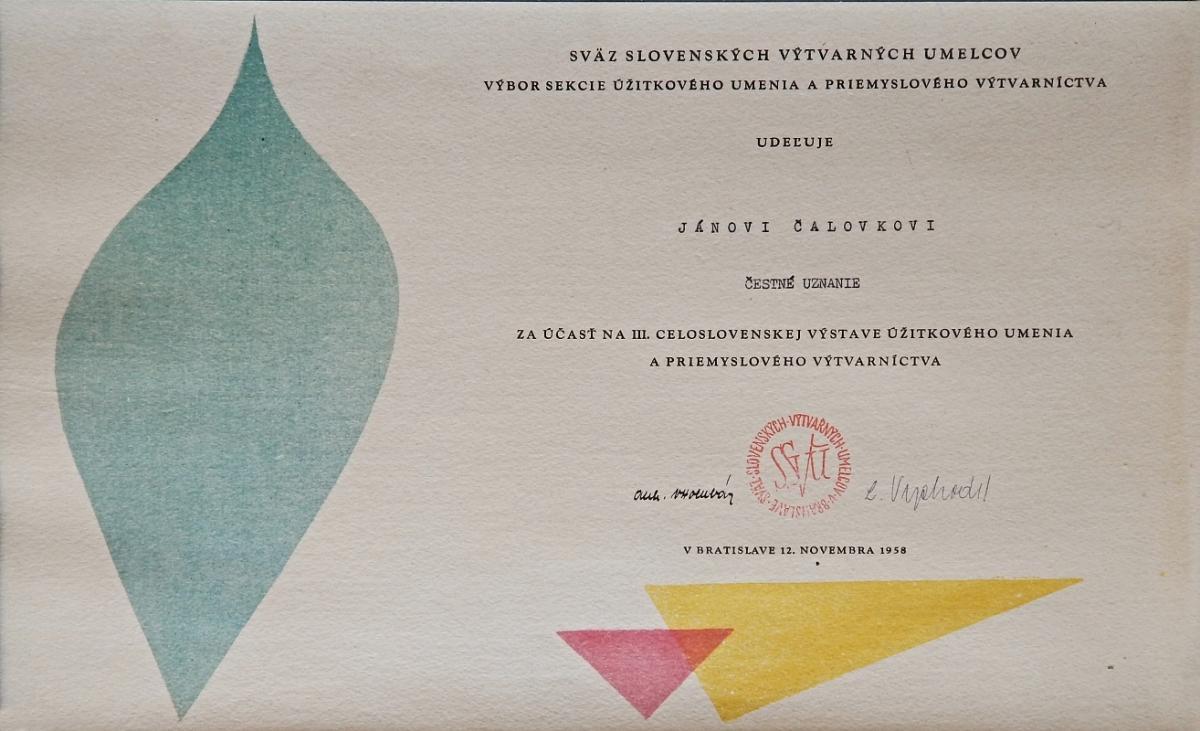 SVÄZ SLOVENSKÝCH VÝTVARNÝCH UMELCOV
VÝBOR SEKCIE ÚŽITKOVÉHO UMENIA A PRIEMYSLOVÉHO VÝTVARNÍCTVA
UDEĽUJE
JÁNOVI ČALOVKOVI
ČESTNÉ UZNANIE
ZA ÚČASŤ NA III. CELOSLOVENSKEJ VÝSTAVE ÚŽITKOVÉHO UMENIA
A PRIEMYSLOVÉHO VÝTVARNÍCTVA
SVÄZ·SLOVENSKÝCH·VÝTVARNÝCH·UMELCOV·V·BRATISLAVE·
E. Vychodil
V BRATISLAVE 12. NOVEMBRA 1958